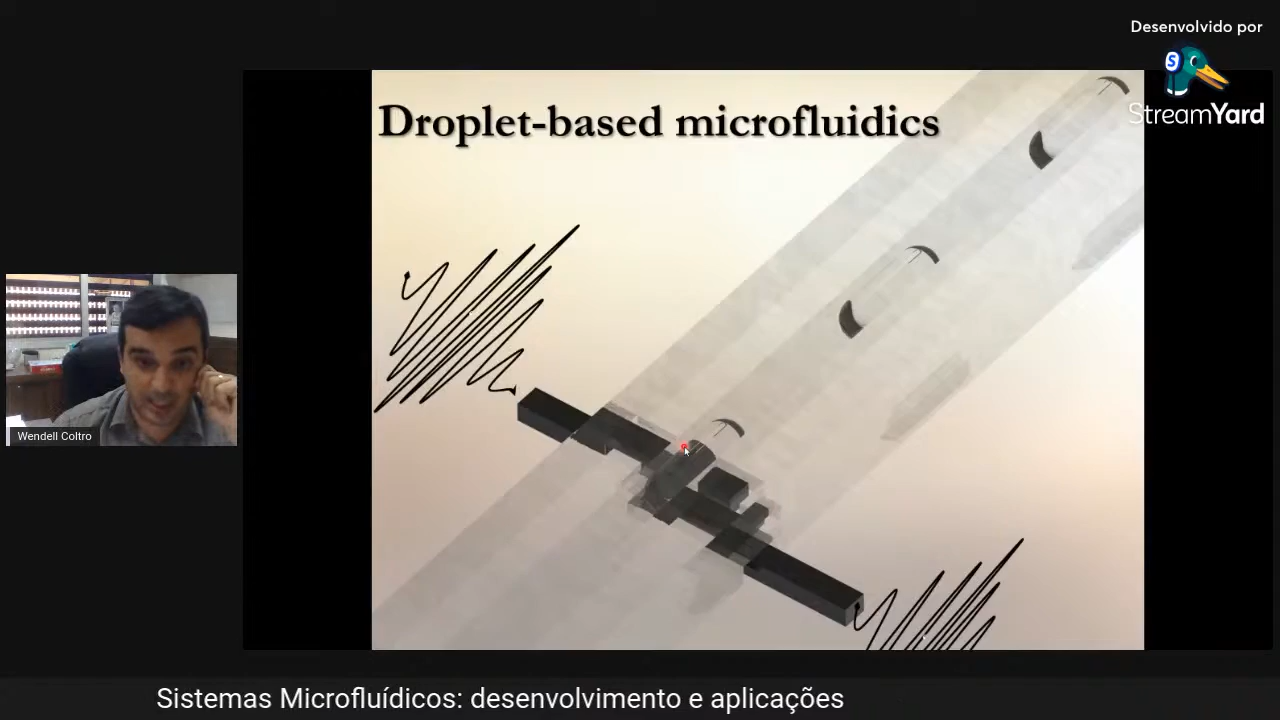 Desenvolvido por
S
StreamYard
Droplet-based microfluidics
Wendell Coltro
Sistemas Microfluídicos: desenvolvimento e aplicações